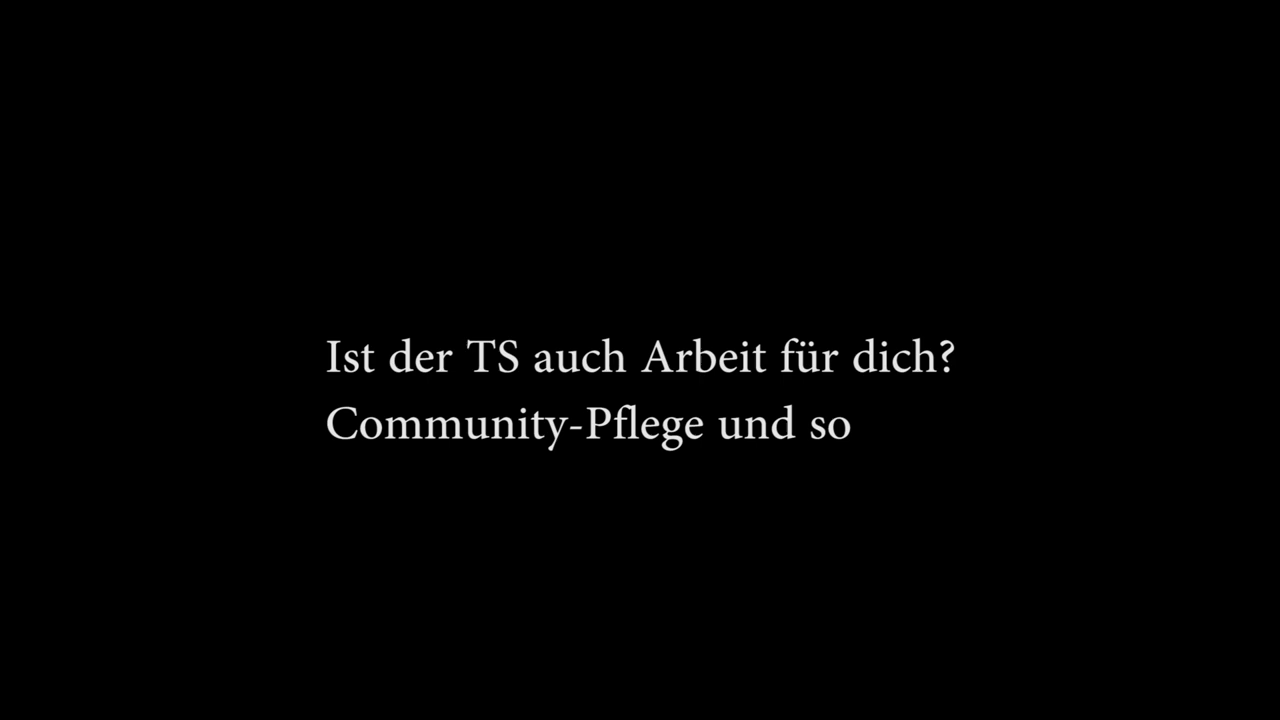 Ist der TS auch Arbeit für dich?
Community-Pflege und so